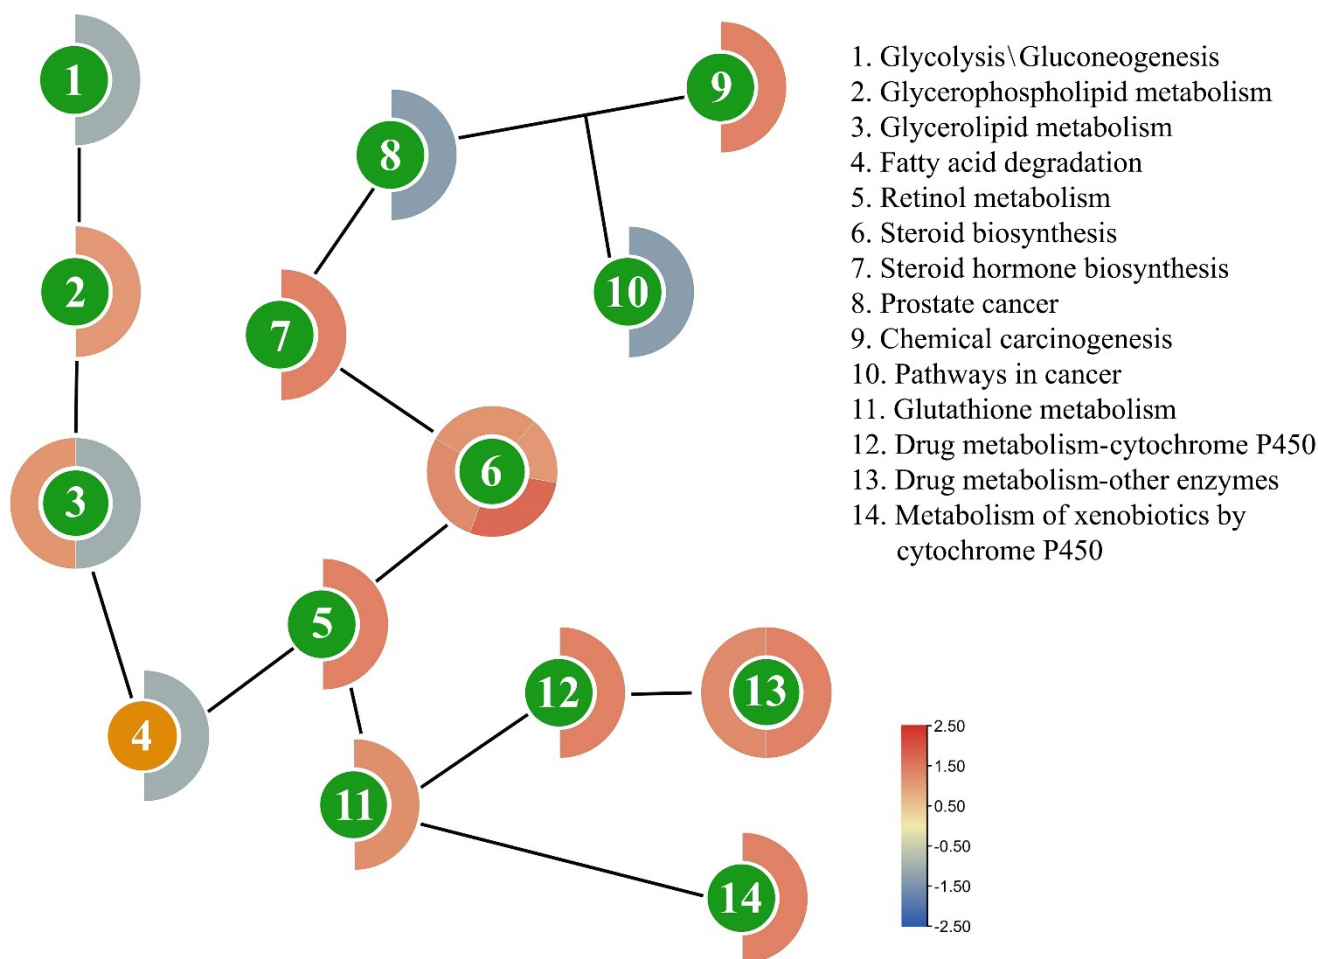 1
2
3
4
5
6
7
8
9
10
11
12
13
14
1. Glycolysis\Gluconeogenesis
2. Glycerophospholipid metabolism
3. Glycerolipid metabolism
4. Fatty acid degradation
5. Retinol metabolism
6. Steroid biosynthesis
7. Steroid hormone biosynthesis
8. Prostate cancer
9. Chemical carcinogenesis
10. Pathways in cancer
11. Glutathione metabolism
12. Drug metabolism-cytochrome P450
13. Drug metabolism-other enzymes
14. Metabolism of xenobiotics by
cytochrome P450
2.50
1.50
0.50
-0.50
-1.50
-2.50